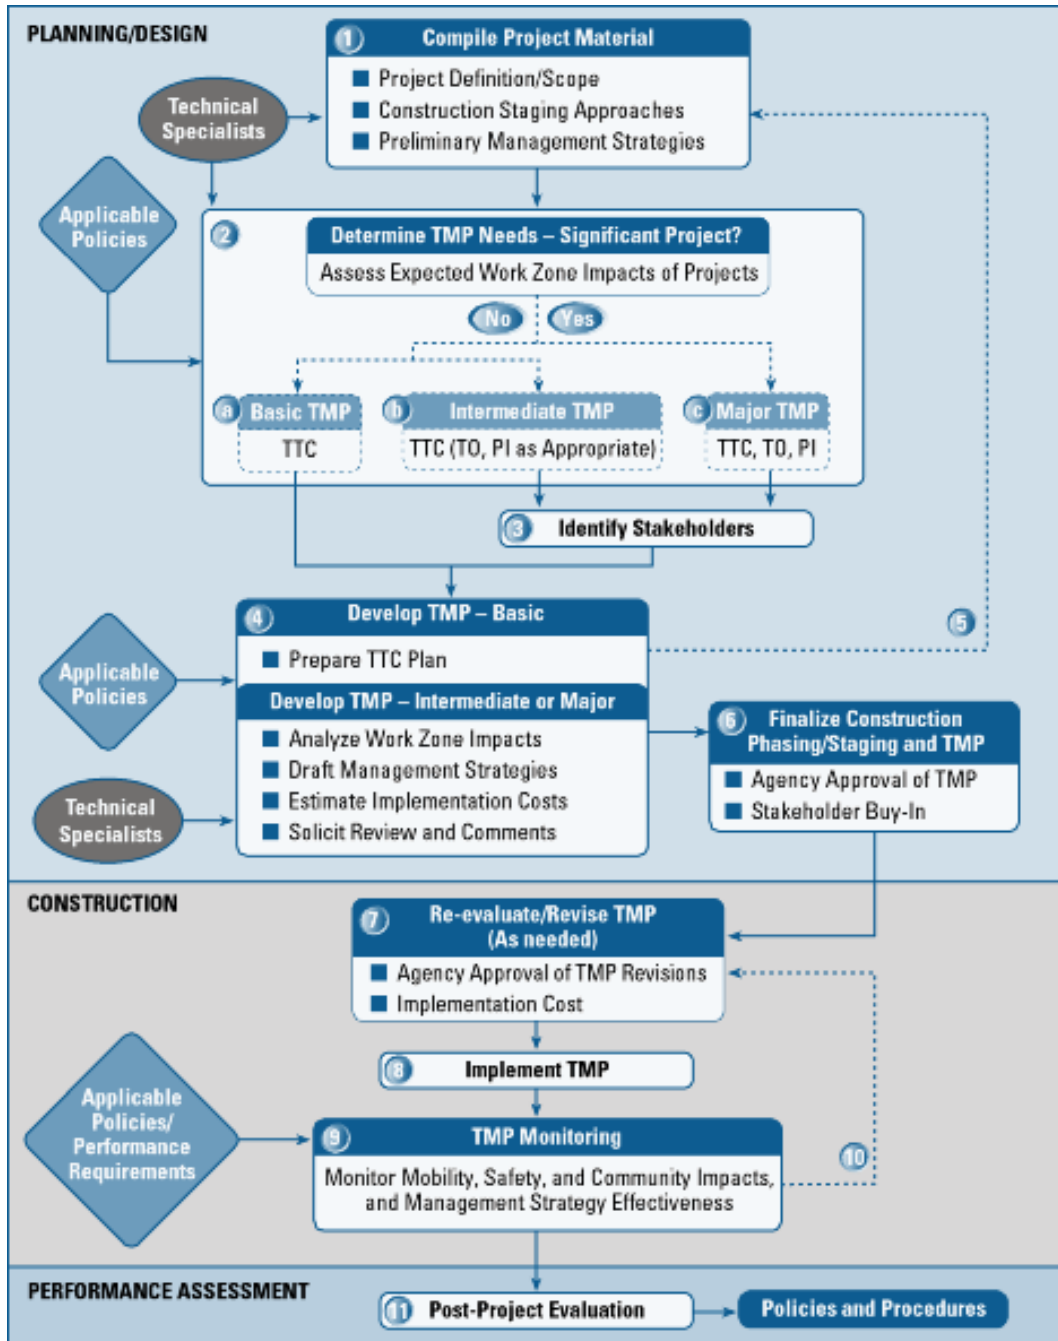 PLANNING/DESIGN
1 Compile Project Material
■ Project Definition/Scope
■ Construction Staging Approaches
■ Preliminary Management Strategies
Technical
Specialists
Applicable
Policies
2 Determine TMP Needs – Significant Project?
Assess Expected Work Zone Impacts of Projects
No Yes
a Basic TMP
TTC
b Intermediate TMP
TTC (TO, PI as Appropriate)
c Major TMP
TTC, TO, PI
3 Identify Stakeholders
4 Develop TMP – Basic
■ Prepare TTC Plan
Develop TMP – Intermediate or Major
■ Analyze Work Zone Impacts
■ Draft Management Strategies
■ Estimate Implementation Costs
■ Solicit Review and Comments
5
Applicable
Policies
Technical
Specialists
6 Finalize Construction
Phasing/Staging and TMP
■ Agency Approval of TMP
■ Stakeholder Buy-In
CONSTRUCTION
7 Re-evaluate/Revise TMP
(As needed)
■ Agency Approval of TMP Revisions
■ Implementation Cost
8 Implement TMP
Applicable
Policies/
Performance
Requirements
9 TMP Monitoring
Monitor Mobility, Safety, and Community Impacts,
and Management Strategy Effectiveness
10
PERFORMANCE ASSESSMENT
11 Post-Project Evaluation
Policies and Procedures